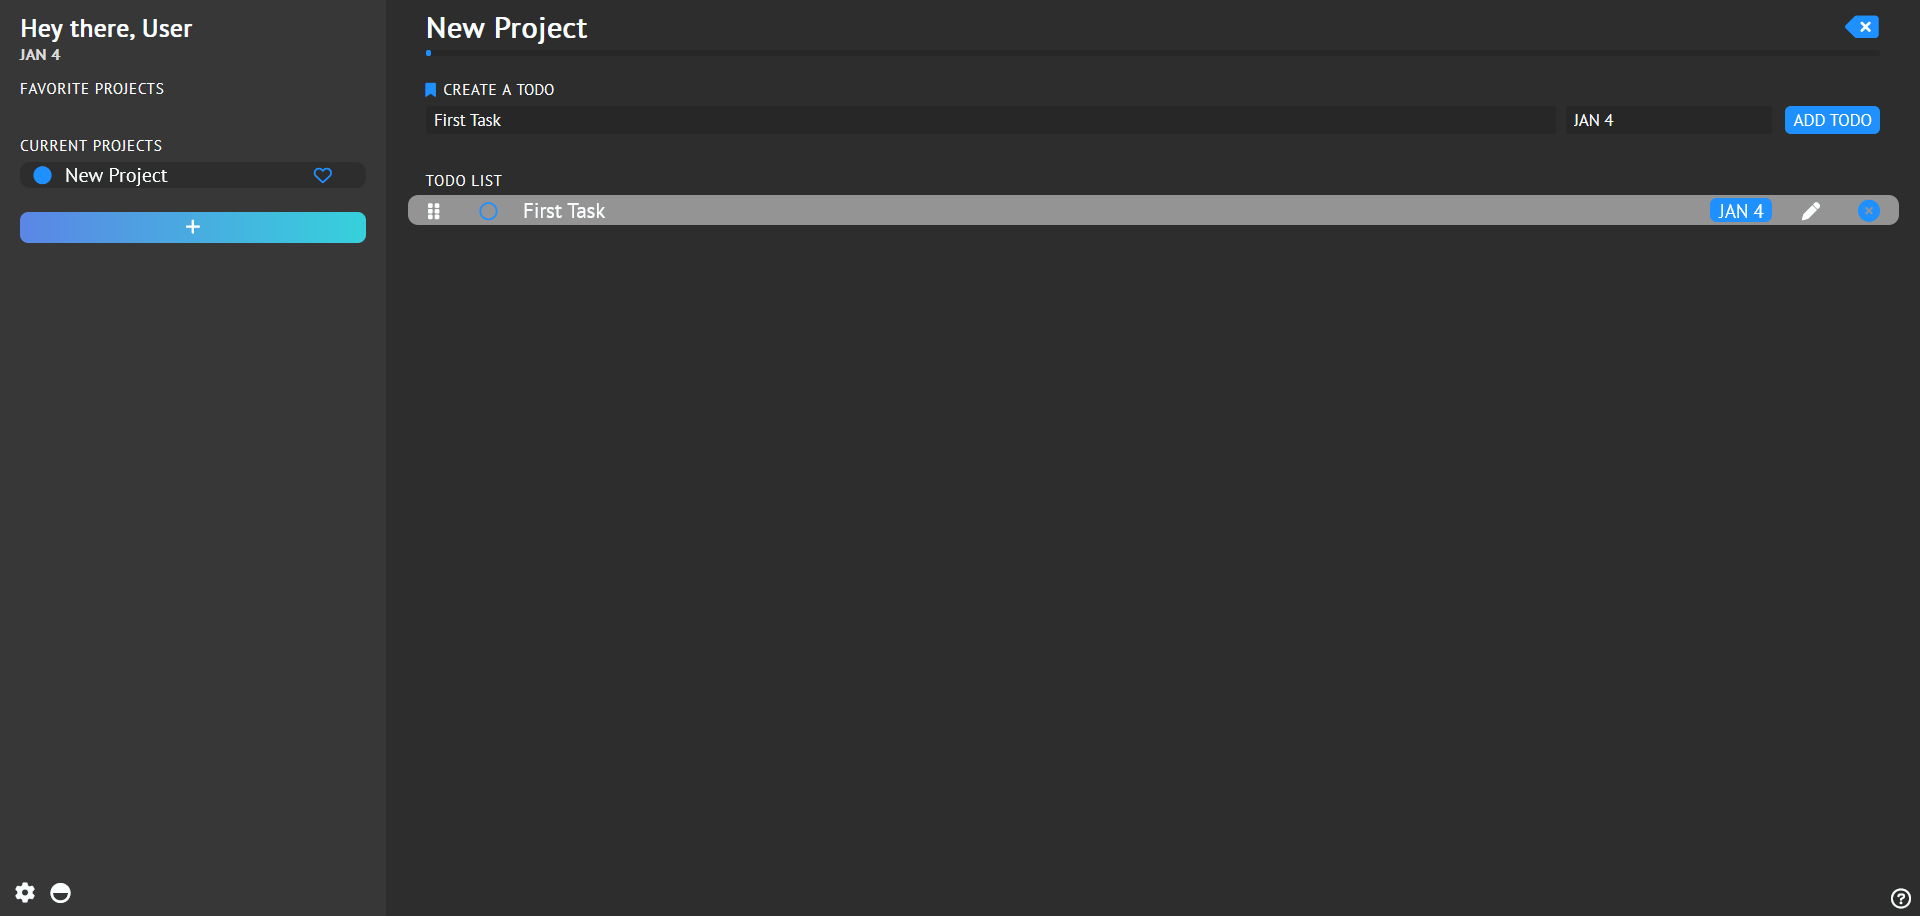 Hey there, User
JAN 4
FAVORITE PROJECTS
CURRENT PROJECTS
New Project
New Project
CREATE A TODO
First Task
JAN 4
ADD TODO
TODO LIST
First Task
JAN 4